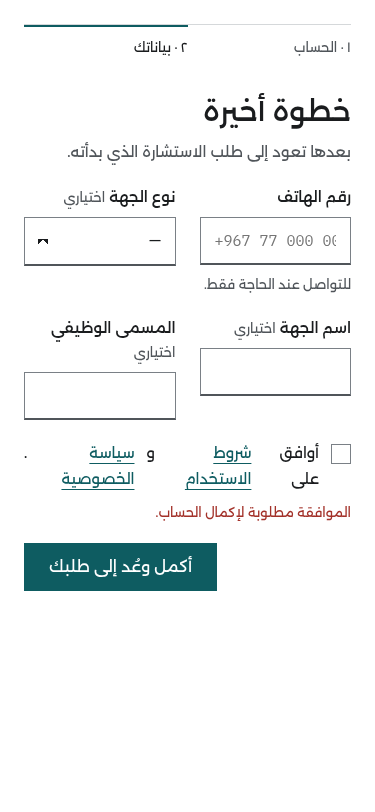 ٠١ · الحساب
٠٢ · بياناتك
خطوة أخيرة
بعدها تعود إلى طلب الاستشارة الذي بدأته.
رقم الهاتف
نوع الجهة اختياري
+967 77 000 00
—
للتواصل عند الحاجة فقط.
اسم الجهة اختياري
المسمى الوظيفي
اختياري
أوافق على شروط الاستخدام و سياسة الخصوصية .
الموافقة مطلوبة لإكمال الحساب.
أكمل وعُد إلى طلبك